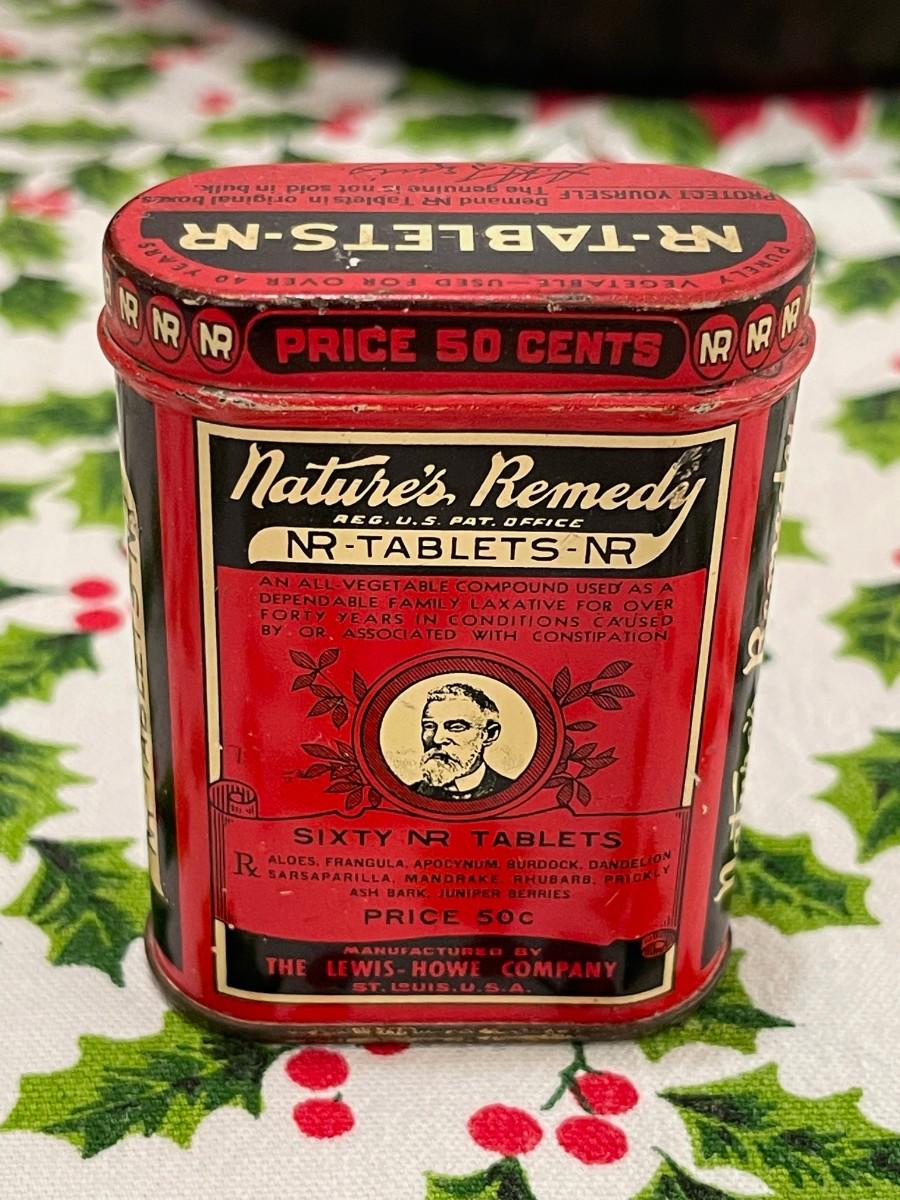 PROTECT YOURSELF
Demand NR Tablets in original boxes
The genuine is not sold in bulk.
NR-TABLETS-NR
PURELY VEGETABLE-USED FOR OVER 40 YEARS
NR NR NR PRICE 50 CENTS NR NR NR
Nature's Remedy
REG. U.S. PAT. OFFICE
NR-TABLETS-NR
AN ALL-VEGETABLE COMPOUND USED AS A
DEPENDABLE FAMILY LAXATIVE FOR OVER
FORTY YEARS IN CONDITIONS CAUSED
BY OR ASSOCIATED WITH CONSTIPATION
SIXTY NR TABLETS
Rx ALOES, FRANGULA, APOCYNUM, BURDOCK, DANDELION
SARSAPARILLA, MANDRAKE, RHUBARB, PRICKLY
ASH BARK, JUNIPER BERRIES
PRICE 50c
MANUFACTURED BY
THE LEWIS-HOWE COMPANY
ST. LOUIS, U.S.A.